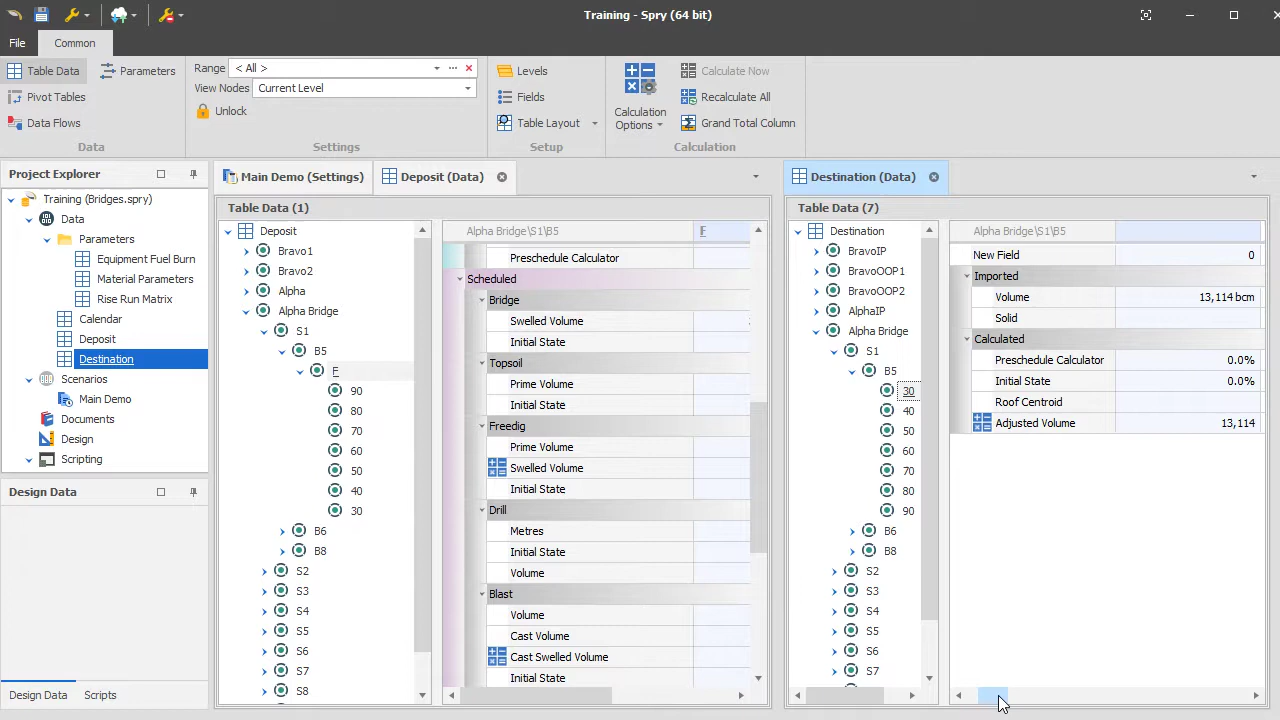 Training - Spry (64 bit)
File
Common
Table Data
Parameters
Pivot Tables
Data Flows
Data
Range
< All >
View Nodes
Current Level
Unlock
Settings
Levels
Fields
Table Layout
Setup
Calculation
Options
Calculate Now
Recalculate All
Grand Total Column
Calculation
Project Explorer
Training (Bridges.spry)
Data
Parameters
Equipment Fuel Burn
Material Parameters
Rise Run Matrix
Calendar
Deposit
Destination
Scenarios
Main Demo
Documents
Design
Scripting
Design Data
Design Data
Scripts
Main Demo (Settings)
Deposit (Data)
Table Data (1)
Deposit
Bravo1
Bravo2
Alpha
Alpha Bridge
S1
B5
F
90
80
70
60
50
40
30
B6
B8
S2
S3
S4
S5
S6
S7
S8
Alpha Bridge\S1\B5
F
Preschedule Calculator
Scheduled
Bridge
Swelled Volume
Initial State
Topsoil
Prime Volume
Initial State
Freedig
Prime Volume
Swelled Volume
Initial State
Drill
Metres
Initial State
Volume
Blast
Volume
Cast Volume
Cast Swelled Volume
Initial State
Destination (Data)
Table Data (7)
Destination
BravoIP
BravoOOP1
BravoOOP2
AlphaIP
Alpha Bridge
S1
B5
30
40
50
60
70
80
90
B6
B8
S2
S3
S4
S5
S6
S7
Alpha Bridge\S1\B5
New Field 0
Imported
Volume 13,114 bcm
Solid
Calculated
Preschedule Calculator 0.0%
Initial State 0.0%
Roof Centroid
Adjusted Volume 13,114